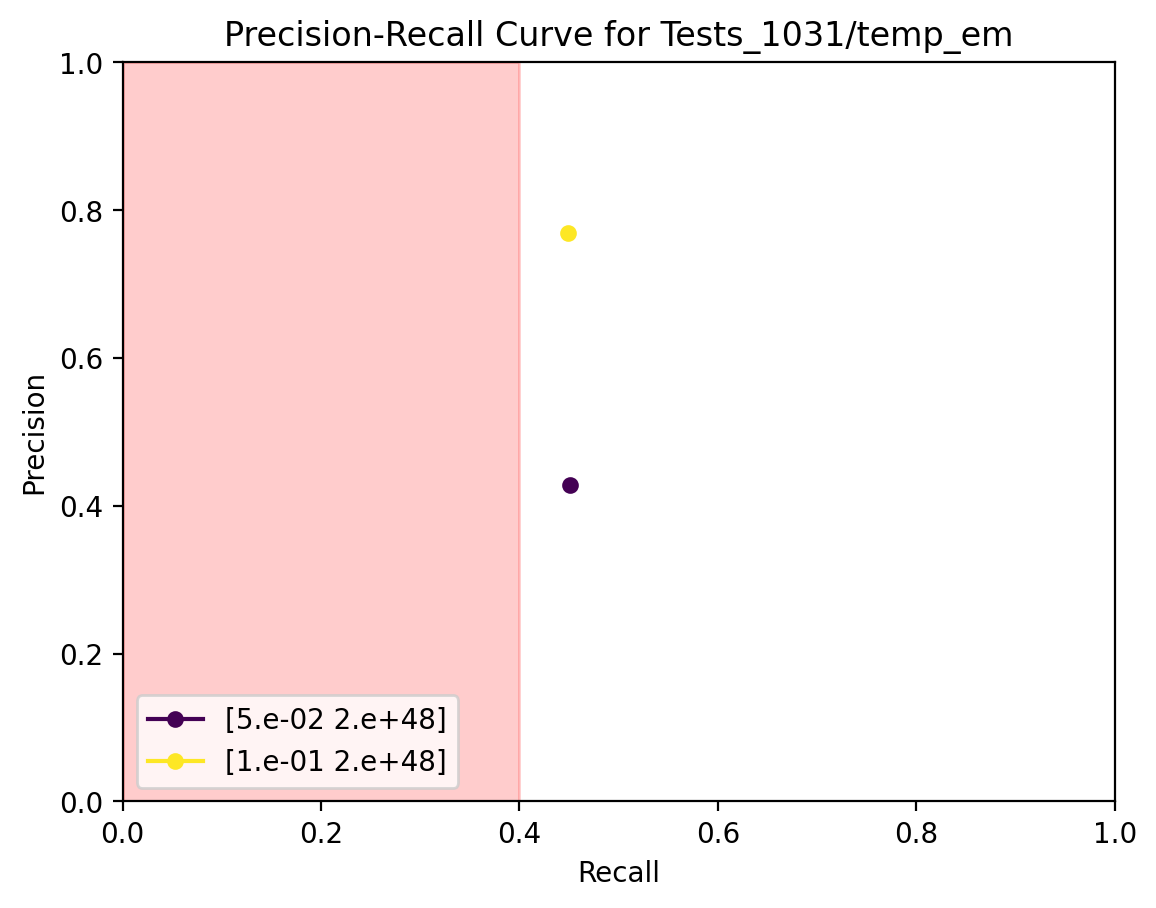 Precision-Recall Curve for Tests_1031/temp_em
1.0
0.8
0.6
0.4
0.2
0.0
Precision
[5.e-02 2.e+48]
[1.e-01 2.e+48]
0.0 0.2 0.4 0.6 0.8 1.0
Recall